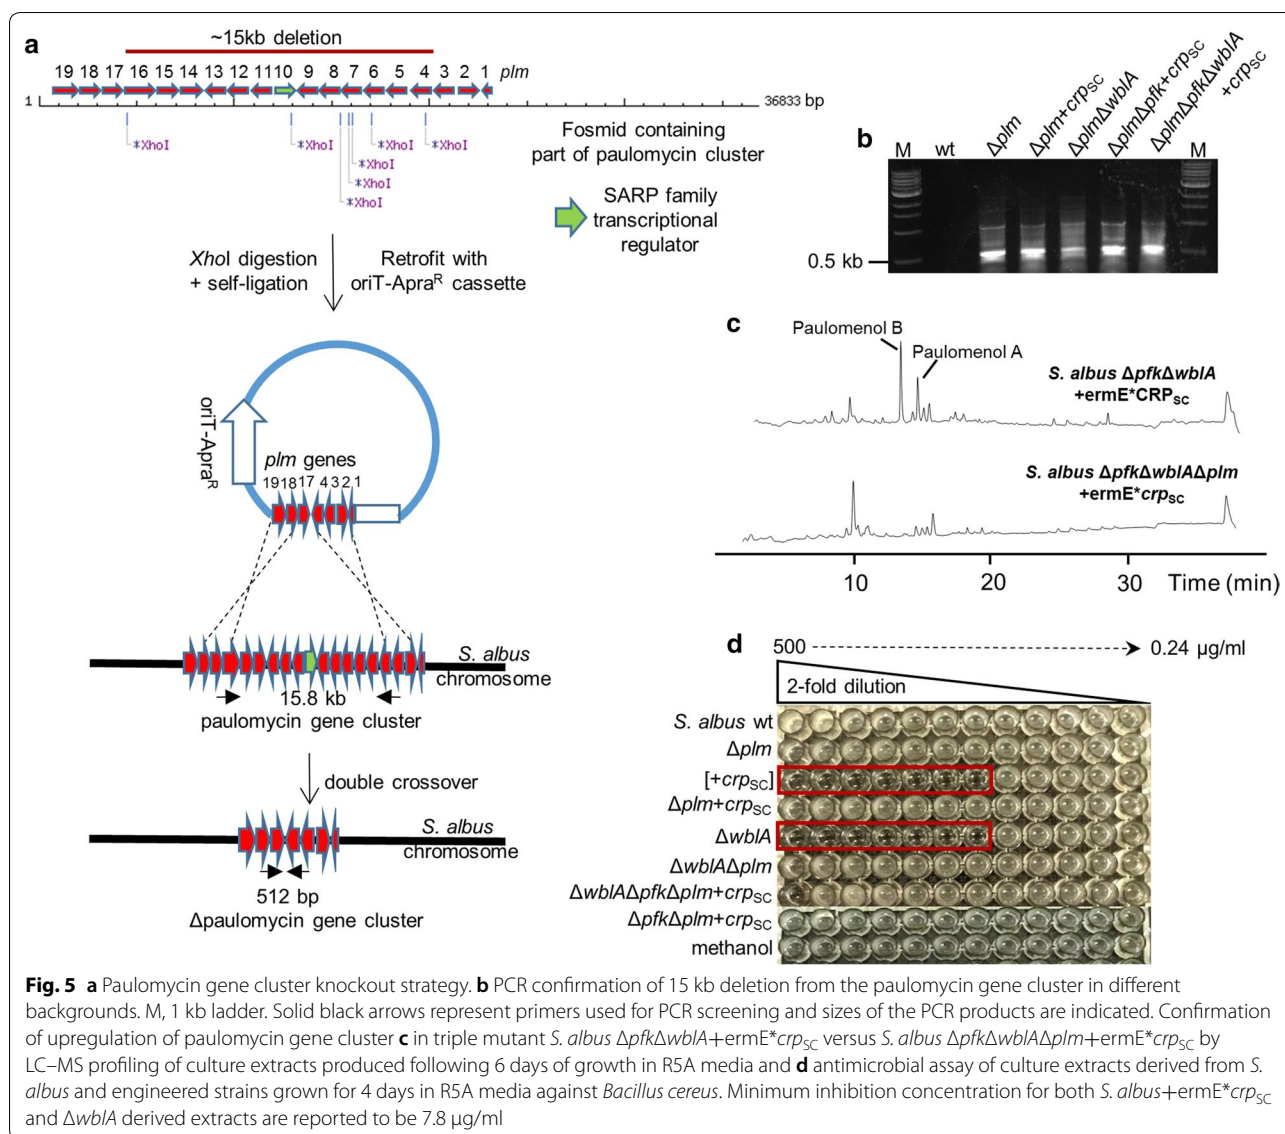 a
~15kb deletion
19 18 17 16 15 14 13 12 11 10 9 8 7 6 5 4 3 2 1 plm
1 36833 bp
*XhoI *XhoI *XhoI *XhoI
*XhoI
*XhoI
*XhoI
Fosmid containing
part of paulomycin cluster
SARP family
transcriptional
regulator
XhoI digestion
+ self-ligation
Retrofit with
oriT-Apraᴿ cassette
oriT-Apraᴿ
plm genes
19 18 17 4 3 2 1
S. albus
chromosome
15.8 kb
paulomycin gene cluster
double crossover
S. albus
chromosome
512 bp
Δpaulomycin gene cluster
b
M wt Δplm Δplm+crpSC ΔplmΔwblA ΔplmΔpfk+crpSC ΔplmΔpfkΔwblA
+crpSC M
0.5 kb
c
Paulomenol B
Paulomenol A
S. albus ΔpfkΔwblA
+ermE*CRPSC
S. albus ΔpfkΔwblAΔplm
+ermE*crpSC
10 20 30 Time (min)
d
500 0.24 µg/ml
2-fold dilution
S. albus wt
Δplm
[+crpSC]
Δplm+crpSC
ΔwblA
ΔwblAΔplm
ΔwblAΔpfkΔplm+crpSC
ΔpfkΔplm+crpSC
methanol
Fig. 5 a Paulomycin gene cluster knockout strategy. b PCR confirmation of 15 kb deletion from the paulomycin gene cluster in different
backgrounds. M, 1 kb ladder. Solid black arrows represent primers used for PCR screening and sizes of the PCR products are indicated. Confirmation
of upregulation of paulomycin gene cluster c in triple mutant S. albus ΔpfkΔwblA+ermE*crpSC versus S. albus ΔpfkΔwblAΔplm+ermE*crpSC by
LC–MS profiling of culture extracts produced following 6 days of growth in R5A media and d antimicrobial assay of culture extracts derived from S.
albus and engineered strains grown for 4 days in R5A media against Bacillus cereus. Minimum inhibition concentration for both S. albus+ermE*crpSC
and ΔwblA derived extracts are reported to be 7.8 µg/ml